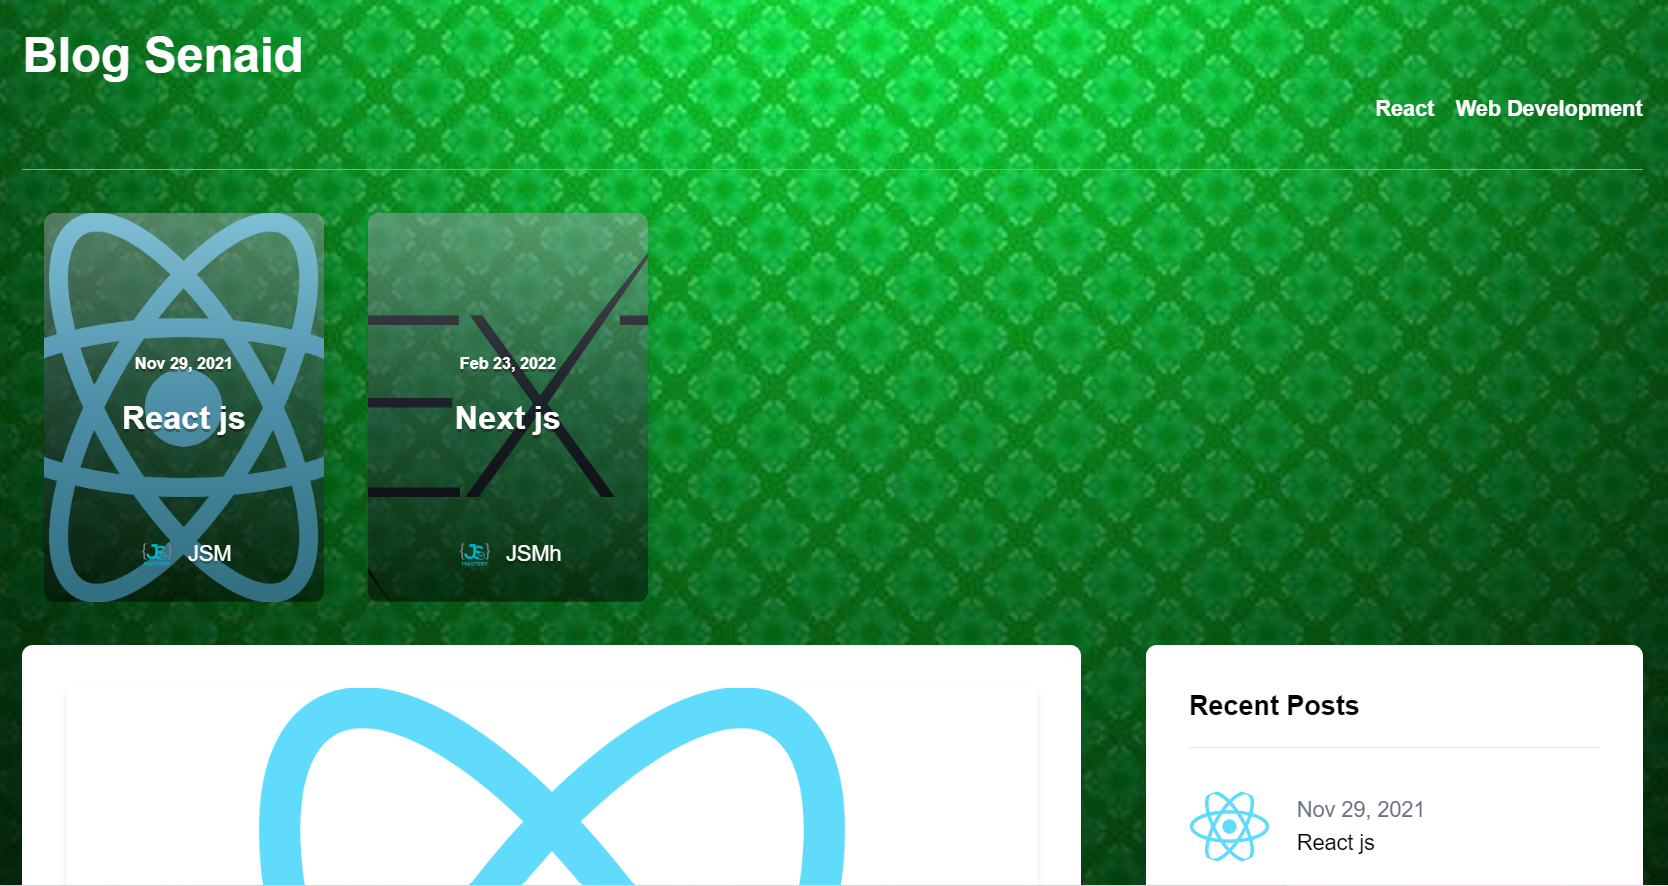 Blog Senaid
React Web Development
Nov 29, 2021
React js
JSM
Feb 23, 2022
Next js
JSMh
Recent Posts
Nov 29, 2021
React js